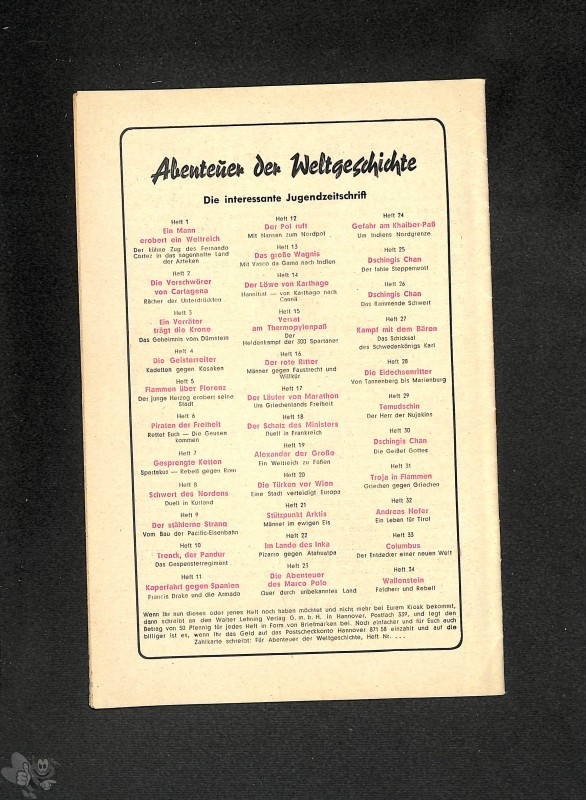 Abenteuer der Weltgeschichte
Die interessante Jugendzeitschrift
Heft 1
Ein Mann
erobert ein Weltreich
Der kühne Zug des Fernando
Cortez in das sagenhafte Land
der Azteken
Heft 2
Die Verschwörer
von Cartagena
Rächer der Unterdrückten
Heft 3
Ein Verräter
trägt die Krone
Das Geheimnis vom Dürnstein
Heft 4
Die Geisterreiter
Kadetten gegen Kosaken
Heft 5
Flammen über Florenz
Der junge Herzog erobert seine
Stadt
Heft 6
Piraten der Freiheit
Rettet Euch — Die Geusen
kommen
Heft 7
Gesprengte Ketten
Spartakus — Rebell gegen Rom
Heft 8
Schwert des Nordens
Duell in Kurland
Heft 9
Der stählerne Strang
Vom Bau der Pacific-Eisenbahn
Heft 10
Trenck, der Pandur
Das Gespensterregiment
Heft 11
Kaperfahrt gegen Spanien
Francis Drake und die Armada
Heft 12
Der Pol ruft
Mit Nansen zum Nordpol
Heft 13
Das große Wagnis
Mit Vasco da Gama nach Indien
Heft 14
Der Löwe von Karthago
Hannibal — von Karthago nach
Cannä
Heft 15
Verrat
am Thermopylenpaß
Der
Heldenkampf der 300 Spartaner
Heft 16
Der rote Ritter
Männer gegen Faustrecht und
Willkür
Heft 17
Der Läufer von Marathon
Um Griechenlands Freiheit
Heft 18
Der Schatz des Ministers
Duell in Frankreich
Heft 19
Alexander der Große
Ein Weltreich zu Füßen
Heft 20
Die Türken vor Wien
Eine Stadt verteidigt Europa
Heft 21
Stützpunkt Arktis
Männer im ewigen Eis
Heft 22
Im Lande des Inka
Pizarro gegen Atahualpa
Heft 23
Die Abenteuer
des Marco Polo
Quer durch unbekanntes Land
Heft 24
Gefahr am Khaiber-Paß
Um Indiens Nordgrenze
Heft 25
Dschingis Chan
Der fahle Steppenwolf
Heft 26
Dschingis Chan
Das flammende Schwert
Heft 27
Kampf mit dem Bären
Das Schicksal
des Schwedenkönigs Karl
Heft 28
Die Eidechsenritter
Von Tannenberg bis Marienburg
Heft 29
Temudschin
Der Herr der Nujakins
Heft 30
Dschingis Chan
Die Geißel Gottes
Heft 31
Troja in Flammen
Griechen gegen Griechen
Heft 32
Andreas Hofer
Ein Leben für Tirol
Heft 33
Columbus
Der Entdecker einer neuen Welt
Heft 34
Wallenstein
Feldherr und Rebell
Wenn Ihr nun dieses oder jenes Heft noch haben möchtet und nicht mehr bei Eurem Kiosk bekommt,
dann schreibt an den Walter Lehning Verlag G. m. b. H. in Hannover, Postfach 339, und legt den
Betrag von 50 Pfennig für jedes Heft in Form von Briefmarken bei. Noch einfacher und für Euch auch
billiger ist es, wenn Ihr das Geld auf das Postscheckkonto Hannover 871 58 einzahlt und auf die
Zahlkarte schreibt: Für Abenteuer der Weltgeschichte, Heft Nr. ...